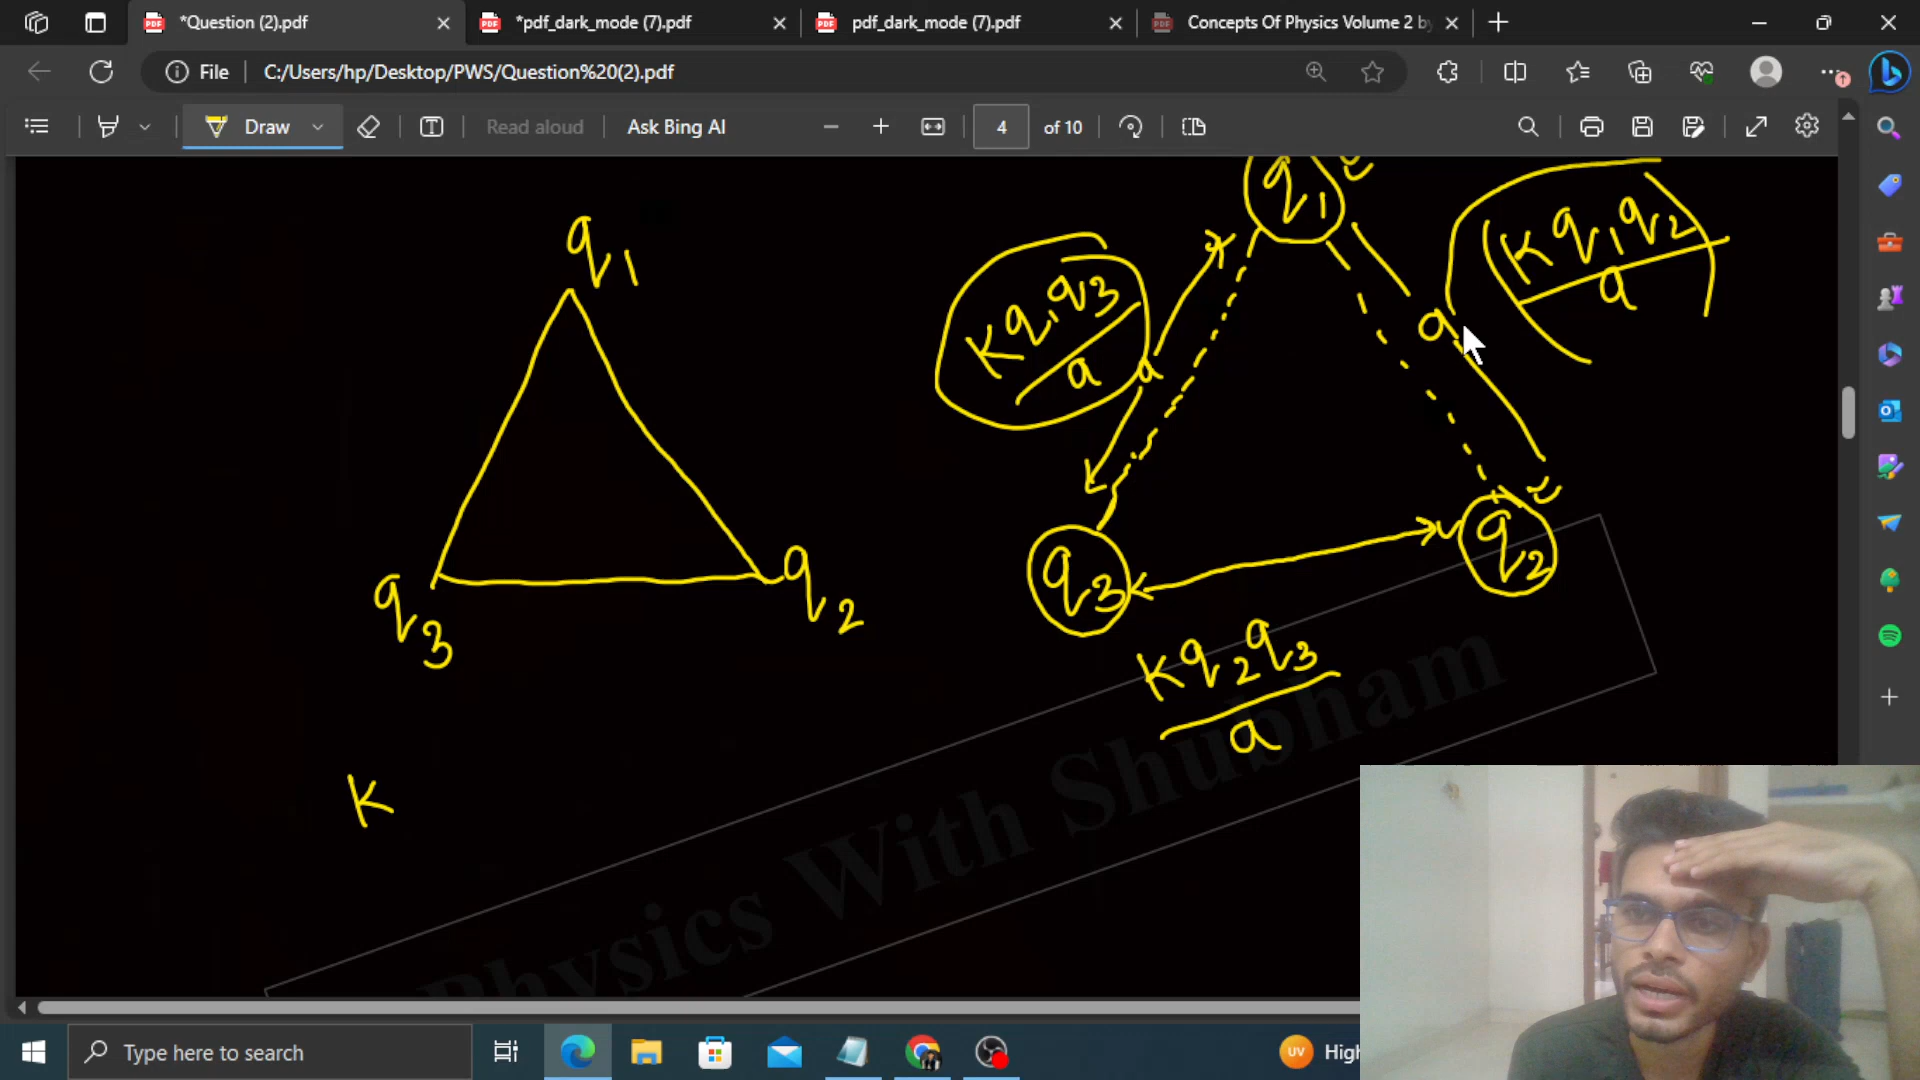 *Question (2).pdf
*pdf_dark_mode (7).pdf
pdf_dark_mode (7).pdf
Concepts Of Physics Volume 2 by
File
C:/Users/hp/Desktop/PWS/Question%20(2).pdf
Draw
Read aloud
Ask Bing AI
4
of 10
q1
q3
q2
q1
Kq1q3
a
a
Kq1q2
a
a
q3
q2
Kq2q3
a
K
Physics With Shubham
Type here to search
UV
High